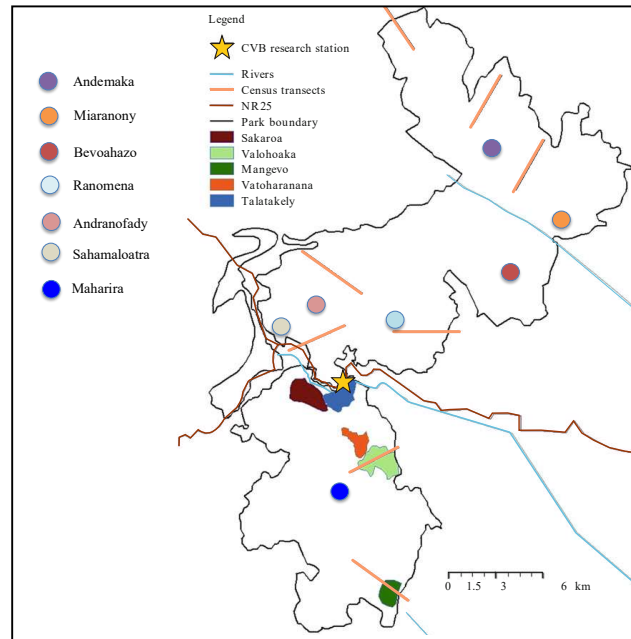 Legend
CVB research station
Rivers
Census transects
NR25
Park boundary
Sakaroa
Valohoaka
Mangevo
Vatoharanana
Talatakely
Andemaka
Miaranony
Bevoahazo
Ranomena
Andranofady
Sahamaloatra
Maharira
0 1.5 3 6 km